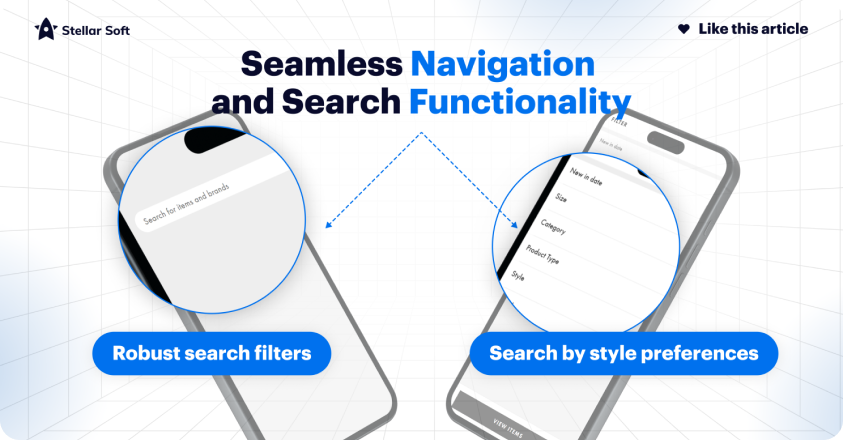 Stellar Soft
Like this article
Seamless Navigation
and Search Functionality
Search for items and brands
FILTER
New in date
New in date
Size
Category
Product Type
Style
Robust search filters
Search by style preferences
VIEW ITEMS